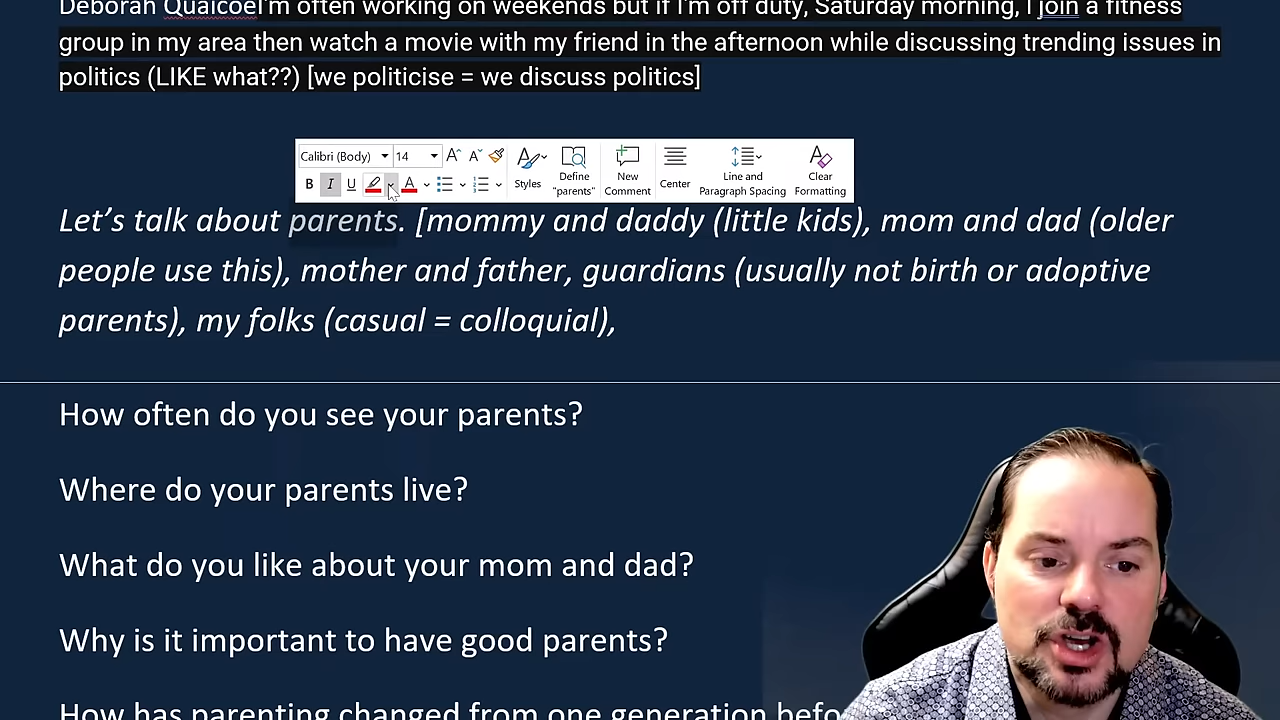 Deborah QuaicoeI'm often working on weekends but if I'm off duty, Saturday morning, I join a fitness
group in my area then watch a movie with my friend in the afternoon while discussing trending issues in
politics (LIKE what??) [we politicise = we discuss politics]
Calibri (Body) 14 A A
B I U A
Styles
Define "parents"
New Comment
Center
Line and Paragraph Spacing
Clear Formatting
Let's talk about parents. [mommy and daddy (little kids), mom and dad (older
people use this), mother and father, guardians (usually not birth or adoptive
parents), my folks (casual = colloquial),
How often do you see your parents?
Where do your parents live?
What do you like about your mom and dad?
Why is it important to have good parents?
How has parenting changed from one generation